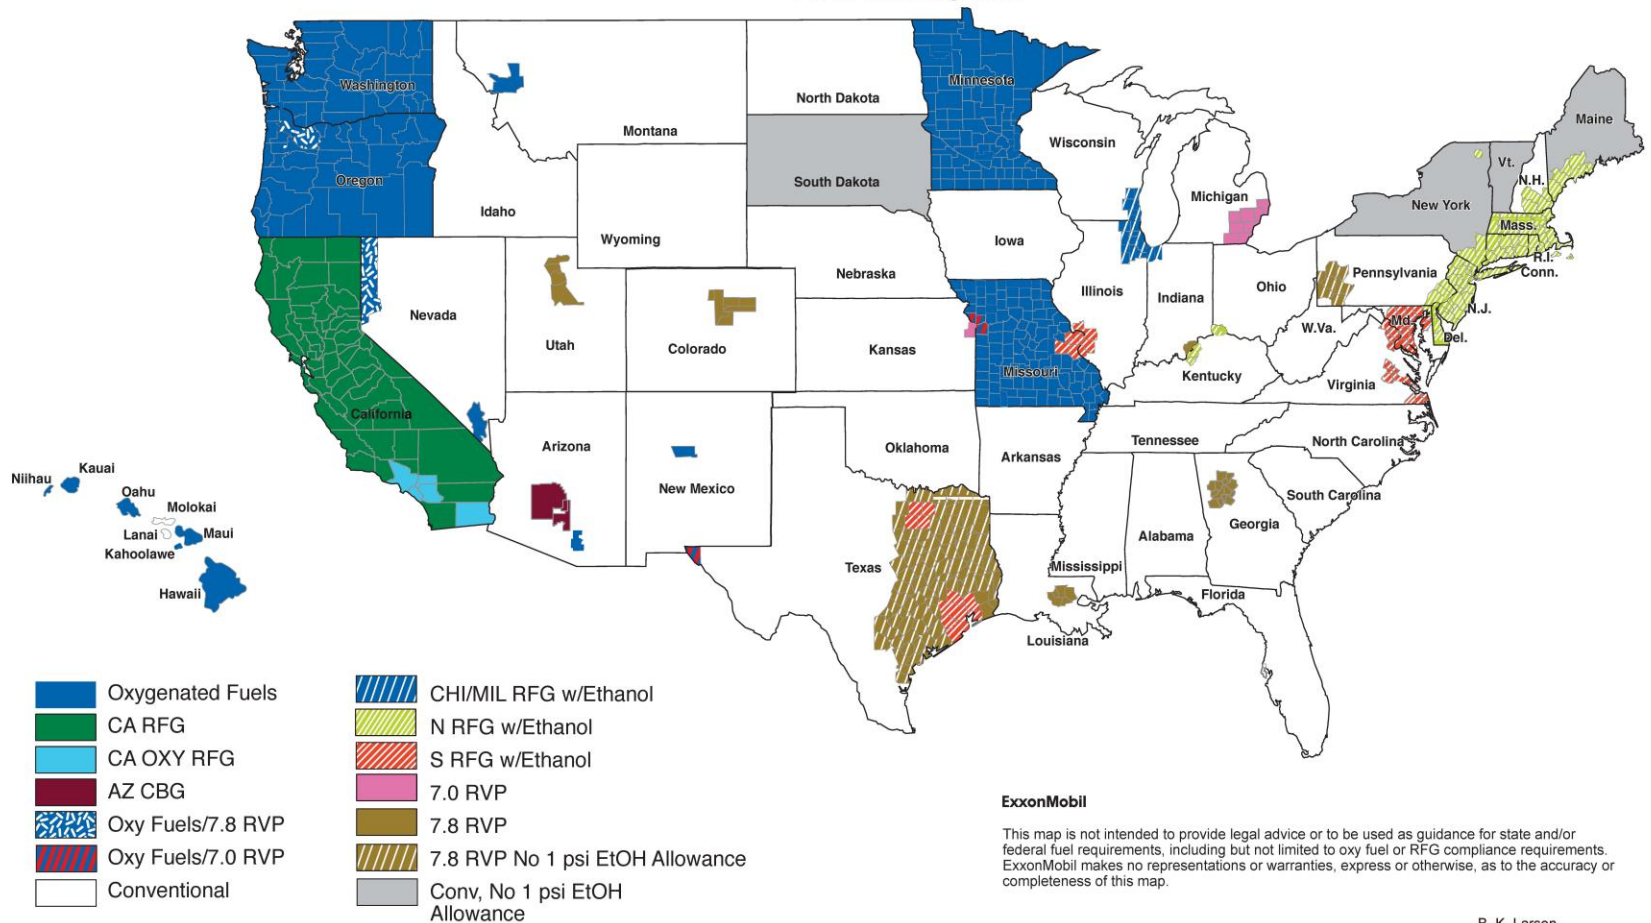 Washington
Montana
North Dakota
Minnesota
Maine
Wisconsin
Vt.
N.H.
Oregon
Idaho
South Dakota
Michigan
New York
Mass.
Wyoming
Iowa
R.I.
Conn.
Nebraska
Pennsylvania
Illinois
Indiana
Ohio
Nevada
N.J.
Utah
Colorado
Kansas
W.Va.
Md.
Del.
Missouri
Kentucky
Virginia
California
Arizona
New Mexico
Oklahoma
Arkansas
Tennessee
North Carolina
South Carolina
Niihau
Kauai
Oahu
Molokai
Lanai
Maui
Kahoolawe
Hawaii
Texas
Mississippi
Alabama
Georgia
Florida
Louisiana
Oxygenated Fuels
CA RFG
CA OXY RFG
AZ CBG
Oxy Fuels/7.8 RVP
Oxy Fuels/7.0 RVP
Conventional
CHI/MIL RFG w/Ethanol
N RFG w/Ethanol
S RFG w/Ethanol
7.0 RVP
7.8 RVP
7.8 RVP No 1 psi EtOH Allowance
Conv, No 1 psi EtOH
Allowance
ExxonMobil
This map is not intended to provide legal advice or to be used as guidance for state and/or
federal fuel requirements, including but not limited to oxy fuel or RFG compliance requirements.
ExxonMobil makes no representations or warranties, express or otherwise, as to the accuracy or
completeness of this map.